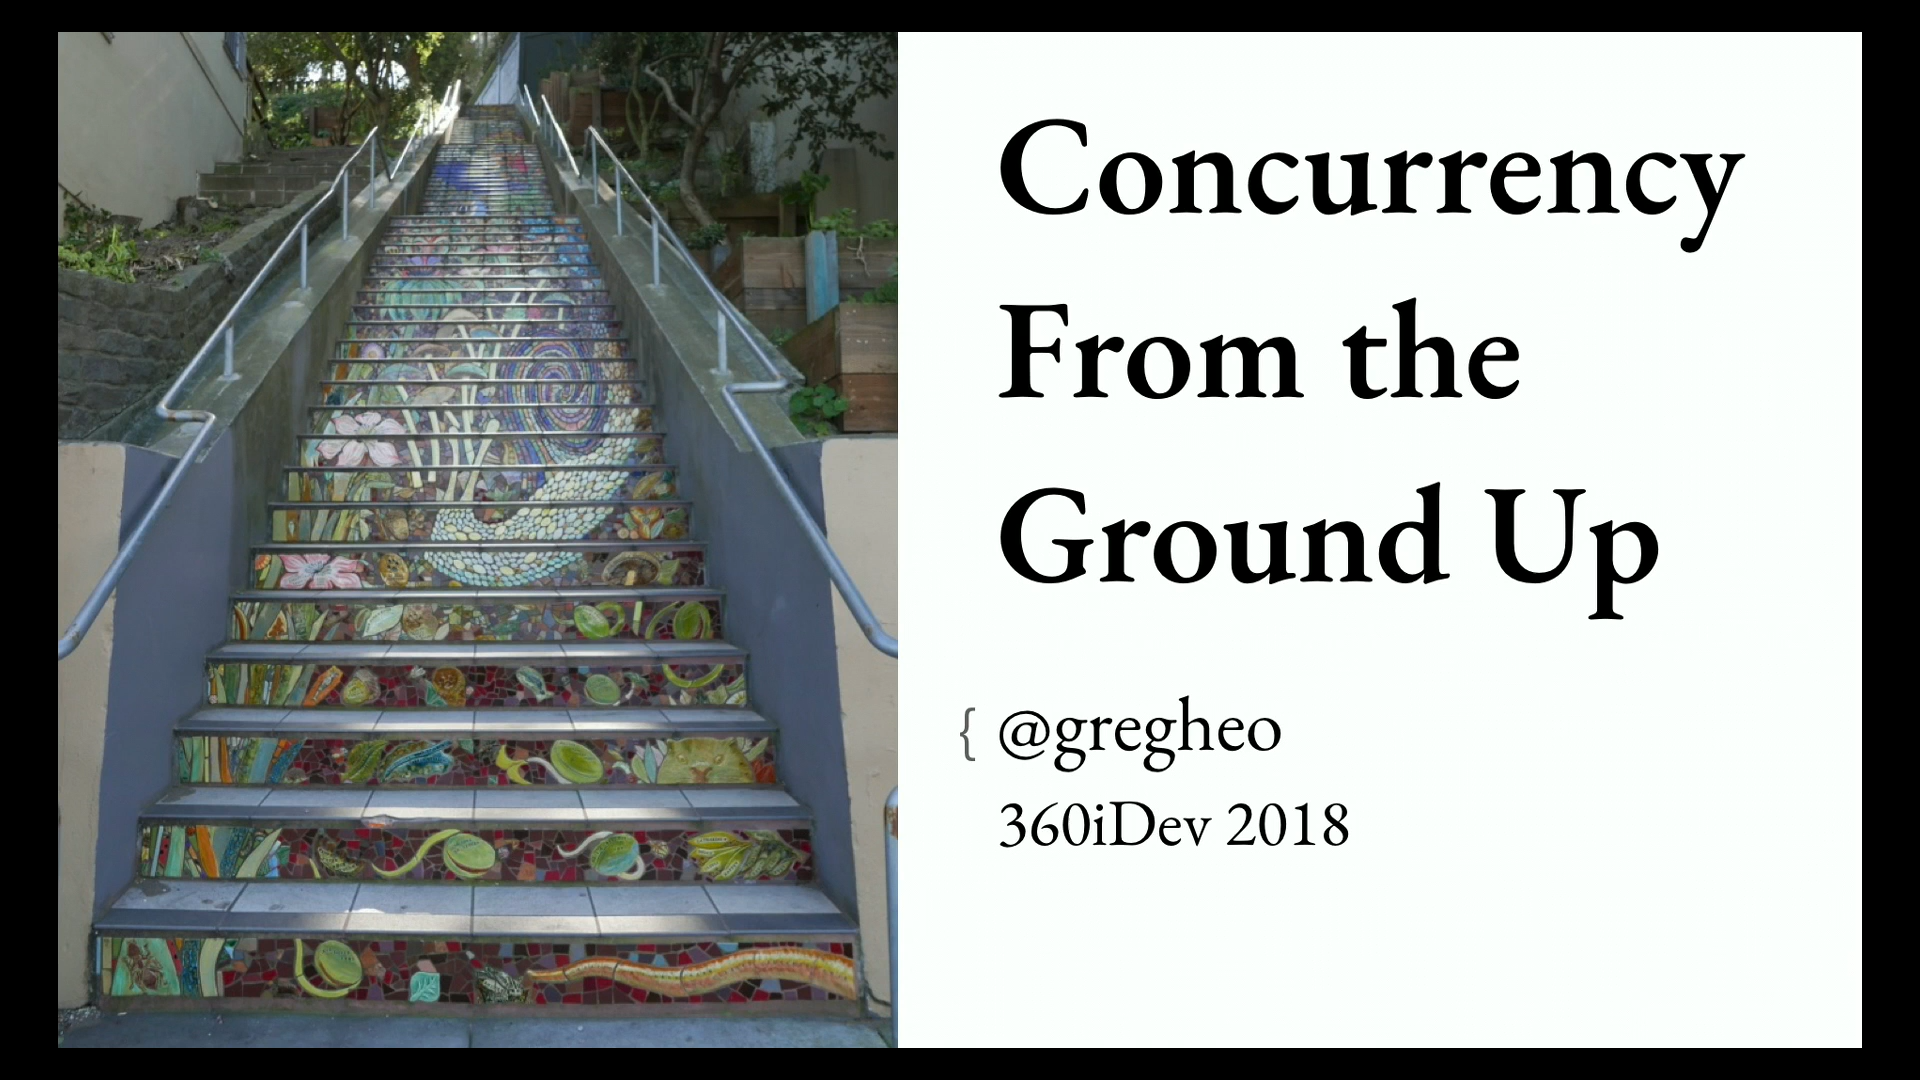 Concurrency
From the
Ground Up
{ @gregheo
360iDev 2018